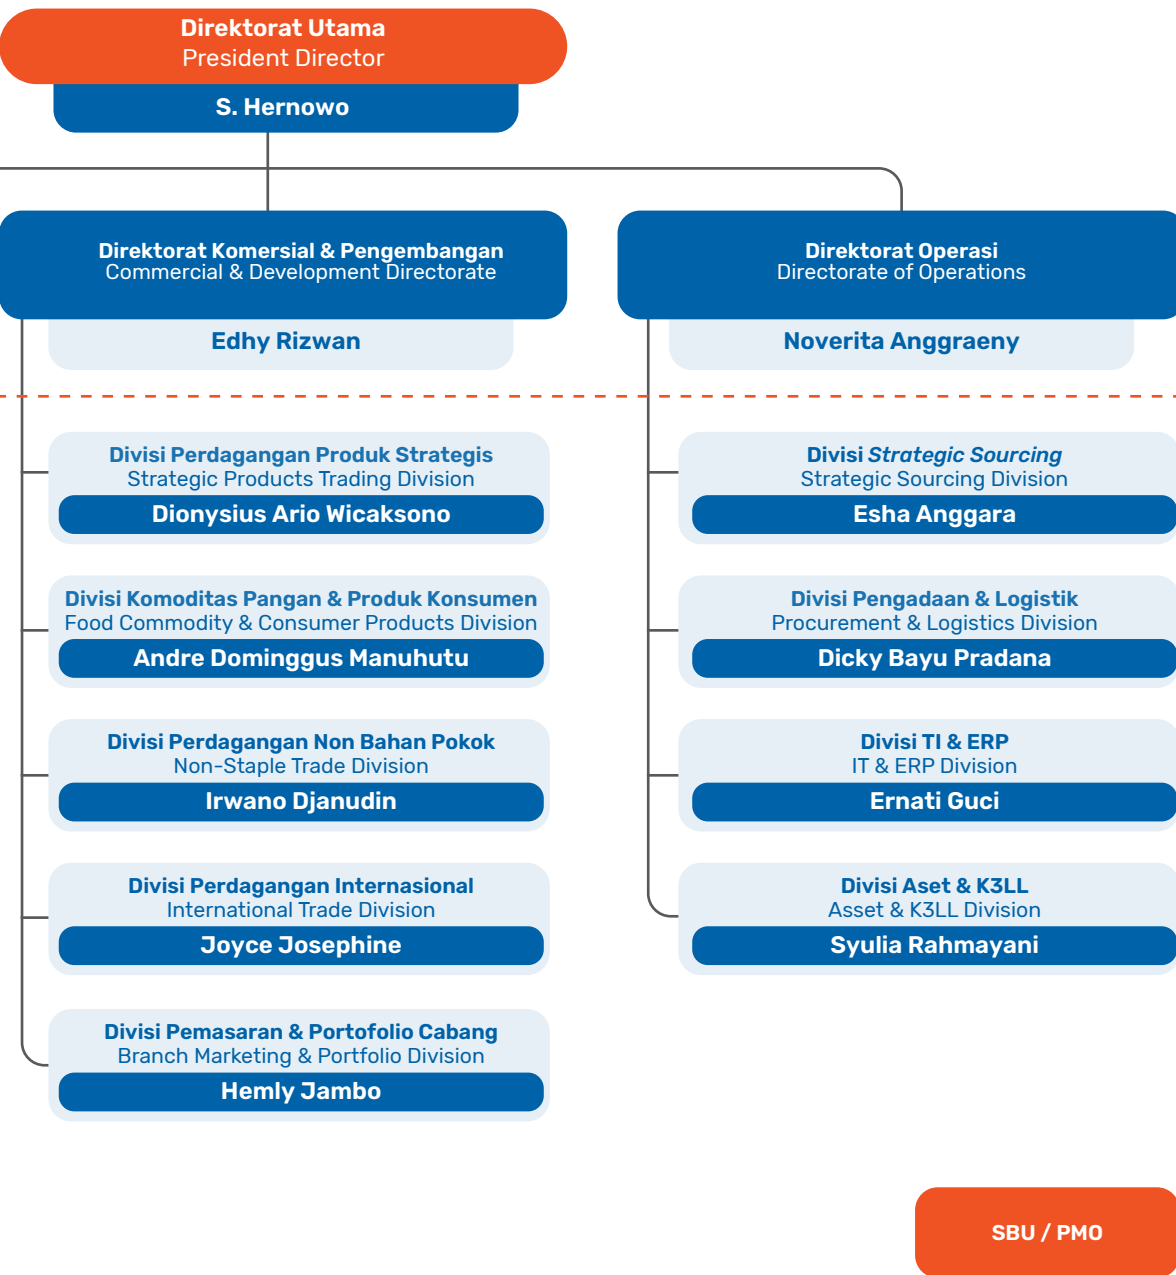 Direktorat Utama
President Director
S. Hernowo
Direktorat Komersial & Pengembangan
Commercial & Development Directorate
Edhy Rizwan
Divisi Perdagangan Produk Strategis
Strategic Products Trading Division
Dionysius Ario Wicaksono
Divisi Komoditas Pangan & Produk Konsumen
Food Commodity & Consumer Products Division
Andre Dominggus Manuhutu
Divisi Perdagangan Non Bahan Pokok
Non-Staple Trade Division
Irwano Djanudin
Divisi Perdagangan Internasional
International Trade Division
Joyce Josephine
Divisi Pemasaran & Portofolio Cabang
Branch Marketing & Portfolio Division
Hemly Jambo
Direktorat Operasi
Directorate of Operations
Noverita Anggraeny
Divisi Strategic Sourcing
Strategic Sourcing Division
Esha Anggara
Divisi Pengadaan & Logistik
Procurement & Logistics Division
Dicky Bayu Pradana
Divisi TI & ERP
IT & ERP Division
Ernati Guci
Divisi Aset & K3LL
Asset & K3LL Division
Syulia Rahmayani
SBU / PMO